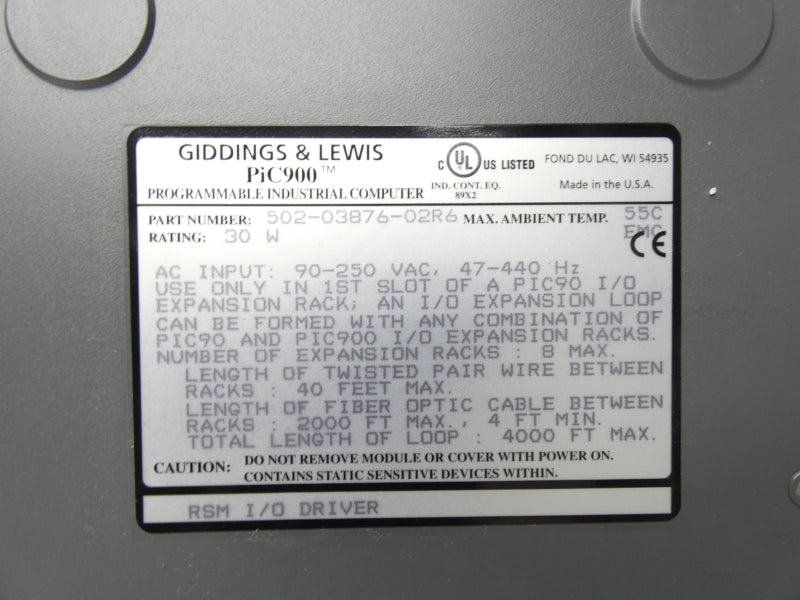 GIDDINGS & LEWIS
PiC900™
PROGRAMMABLE INDUSTRIAL COMPUTER
C UL US LISTED
IND. CONT. EQ.
89X2
FOND DU LAC, WI 54935
Made in the U.S.A.
PART NUMBER: 502-03876-02R6 MAX. AMBIENT TEMP. 55C
RATING: 30 W EMC CE
AC INPUT: 90-250 VAC, 47-440 Hz
USE ONLY IN 1ST SLOT OF A PIC90 I/O
EXPANSION RACK; AN I/O EXPANSION LOOP
CAN BE FORMED WITH ANY COMBINATION OF
PIC90 AND PIC900 I/O EXPANSION RACKS.
NUMBER OF EXPANSION RACKS : 8 MAX.
LENGTH OF TWISTED PAIR WIRE BETWEEN
RACKS : 40 FEET MAX.
LENGTH OF FIBER OPTIC CABLE BETWEEN
RACKS : 2000 FT MAX., 4 FT MIN.
TOTAL LENGTH OF LOOP : 4000 FT MAX.
CAUTION: DO NOT REMOVE MODULE OR COVER WITH POWER ON.
CONTAINS STATIC SENSITIVE DEVICES WITHIN.
RSM I/O DRIVER